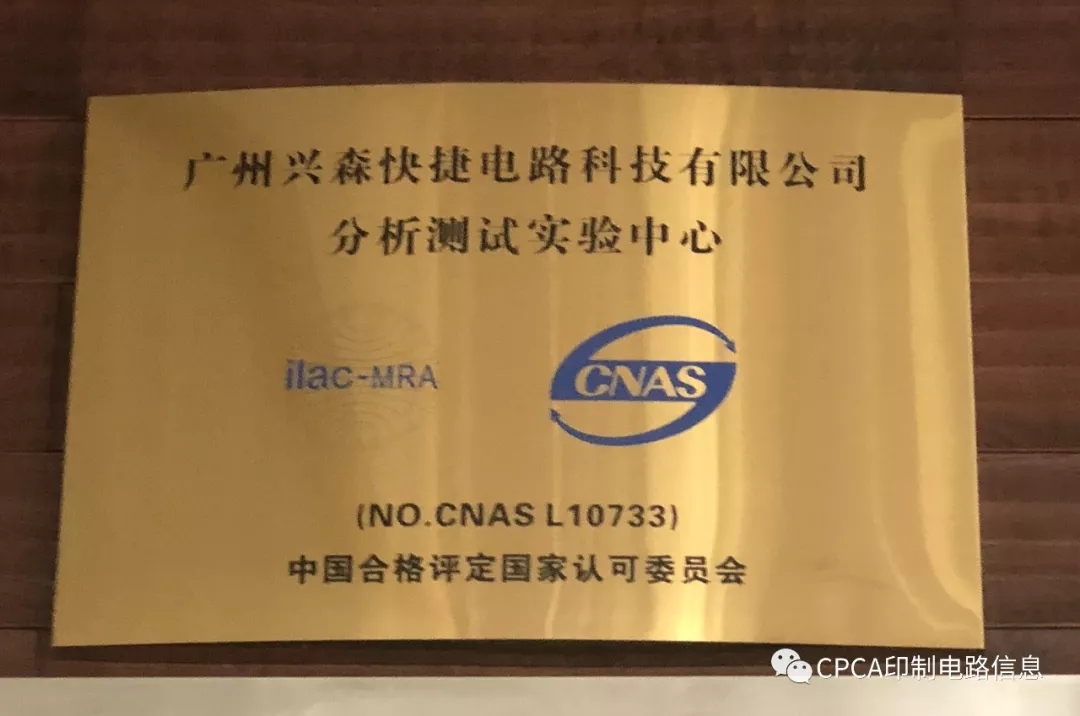 广州兴森快捷电路科技有限公司
分析测试实验中心
ilac-MRA
CNAS
(NO.CNAS L10733)
中国合格评定国家认可委员会
CPCA印制电路信息